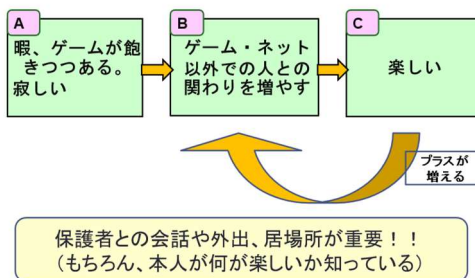 A
暇、ゲームが飽
きつつある。
寂しい
B
ゲーム・ネット
以外での人との
関わりを増やす
C
楽しい
プラスが
増える
保護者との会話や外出、居場所が重要！！
(もちろん、本人が何が楽しいか知っている)